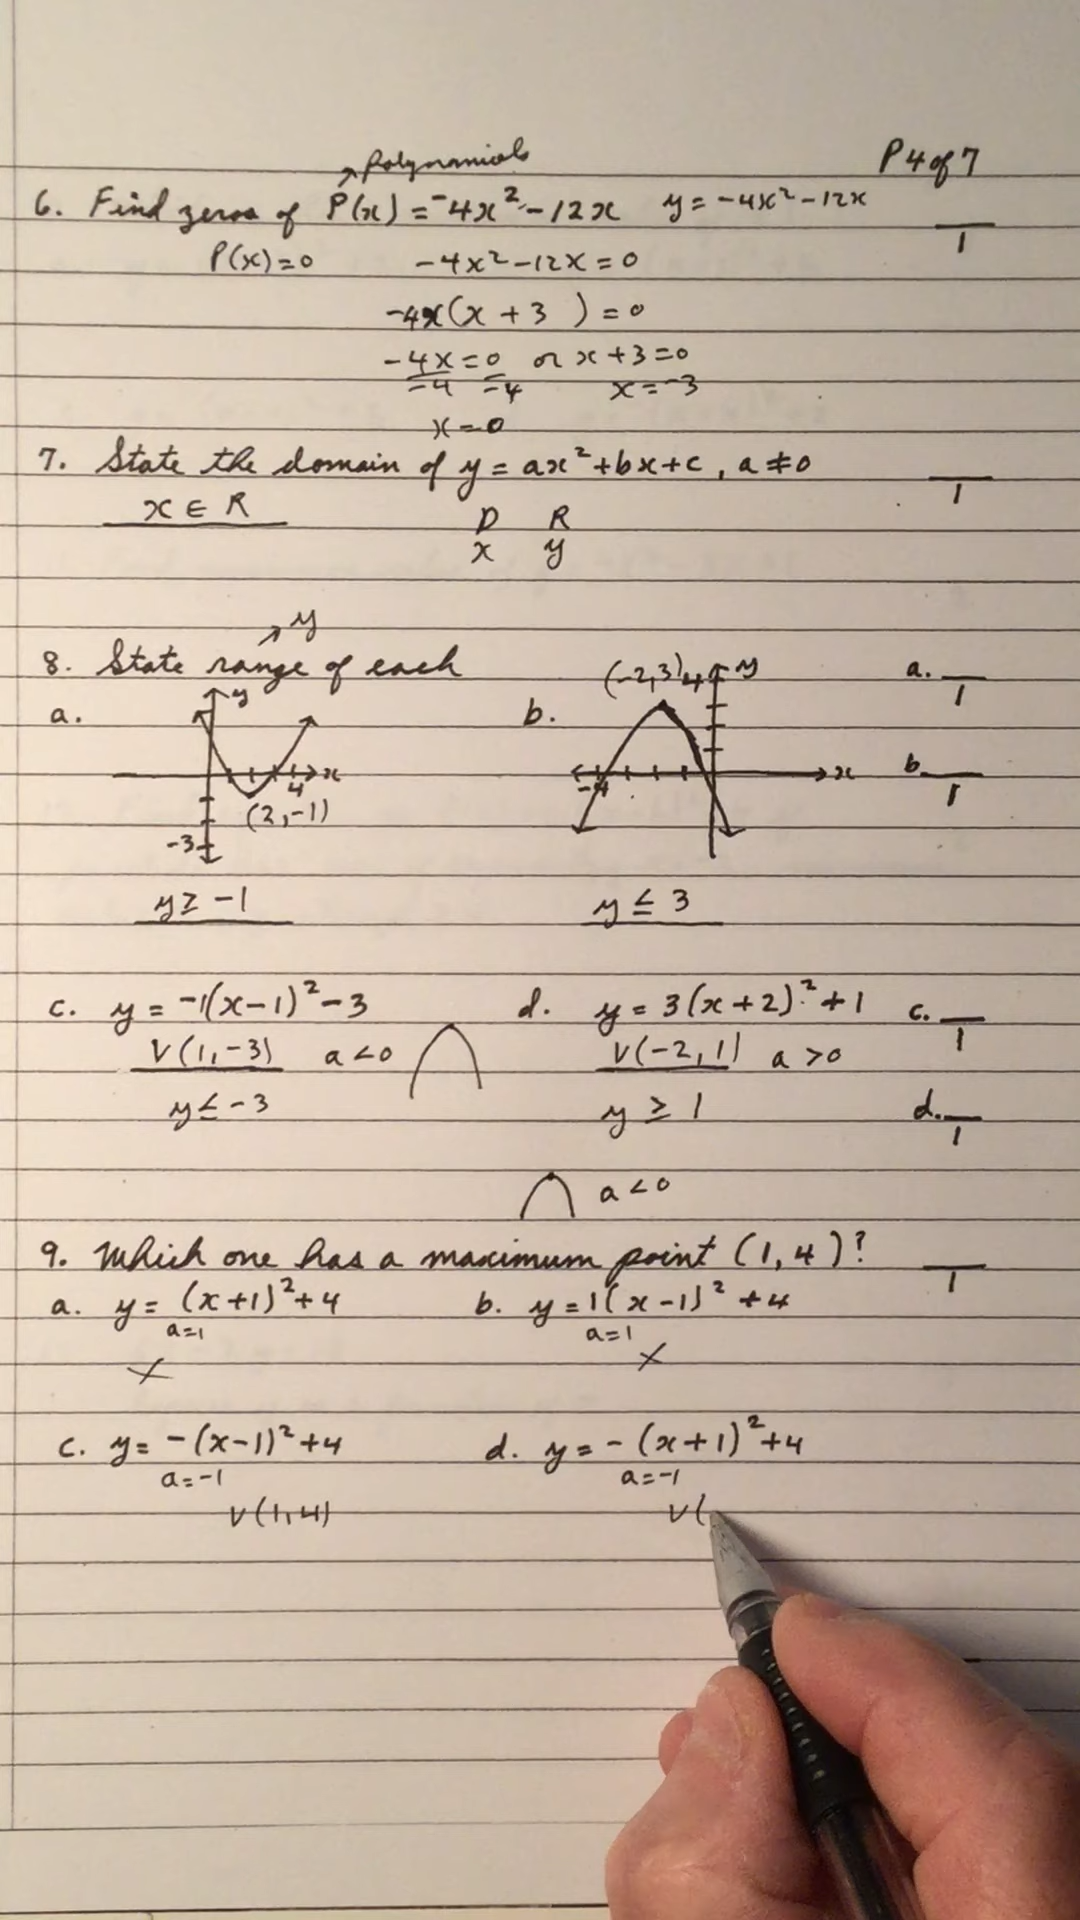 P 4 of 7
Polynomials
6. Find zeros of P(x) = -4x² - 12x y = -4x² - 12x
1
P(x) = 0 -4x² - 12x = 0
-4x(x + 3 ) = 0
-4x = 0 or x + 3 = 0
-4 -4 x = -3
x = 0
7. State the domain of y = ax² + bx + c, a ≠ 0
1
x ∈ R
D R
x y
y
8. State range of each
a. y x 4 (2, -1) -3
b. (-2, 3) 4 y x -4
a. 1
b. 1
y ≥ -1 y ≤ 3
c. y = -1(x-1)² - 3 d. y = 3(x+2)² + 1 c. 1
V(1, -3) a < 0 V(-2, 1) a > 0
y ≤ -3 y ≥ 1 d. 1
a < 0
9. Which one has a maximum point (1, 4)?
1
a. y = (x+1)² + 4 b. y = 1(x-1)² + 4
a=1 a=1
X X
c. y = -(x-1)² + 4 d. y = -(x+1)² + 4
a=-1 a=-1
V(1, 4) V(